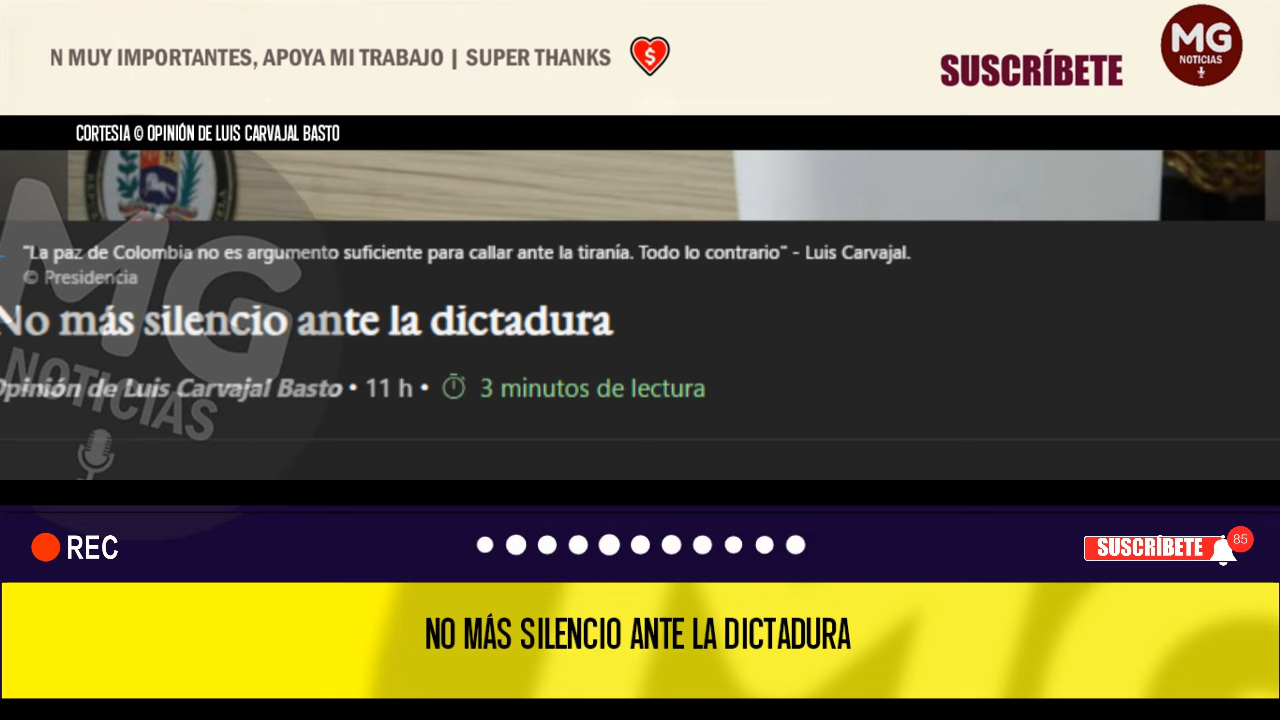 N MUY IMPORTANTES, APOYA MI TRABAJO | SUPER THANKS
$
SUSCRÍBETE
MG
NOTICIAS
CORTESIA © OPINIÓN DE LUIS CARVAJAL BASTO
"La paz de Colombia no es argumento suficiente para callar ante la tiranía. Todo lo contrario" - Luis Carvajal.
© Presidencia
No más silencio ante la dictadura
Opinión de Luis Carvajal Basto • 11 h • 3 minutos de lectura
MG
NOTICIAS
REC
SUSCRÍBETE
85
NO MÁS SILENCIO ANTE LA DICTADURA